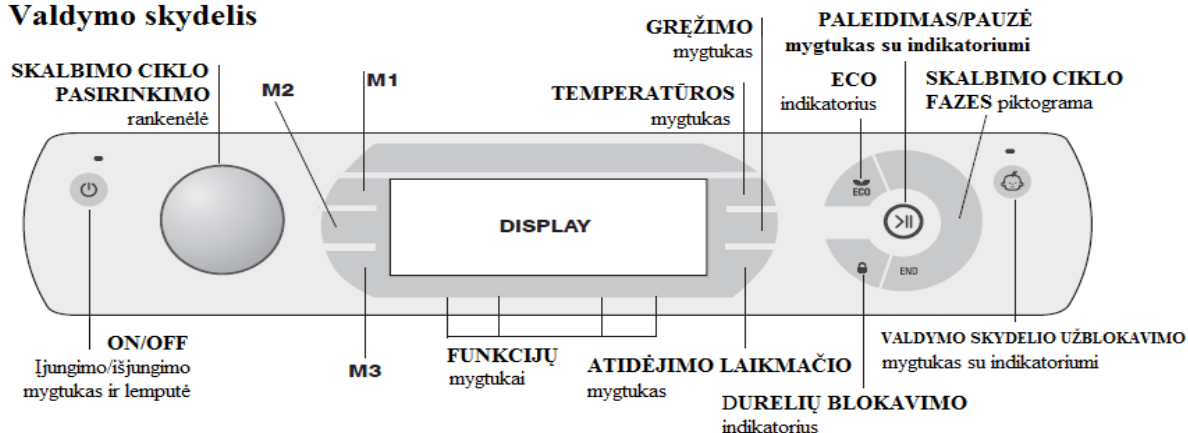 Valdymo skydelis
SKALBIMO CIKLO
PASIRINKIMO
rankenėlė
M2
M1
GRĘŽIMO
mygtukas
TEMPERATŪROS
mygtukas
PALEIDIMAS/PAUZĖ
mygtukas su indikatoriumi
ECO
indikatorius
SKALBIMO CIKLO
FAZES piktograma
DISPLAY
ECO
END
ON/OFF
Įjungimo/išjungimo
mygtukas ir lemputė
M3
FUNKCIJŲ
mygtukai
ATIDĖJIMO LAIKMAČIO
mygtukas
DURELIŲ BLOKAVIMO
indikatorius
VALDYMO SKYDELIO UŽBLOKAVIMO
mygtukas su indikatoriumi